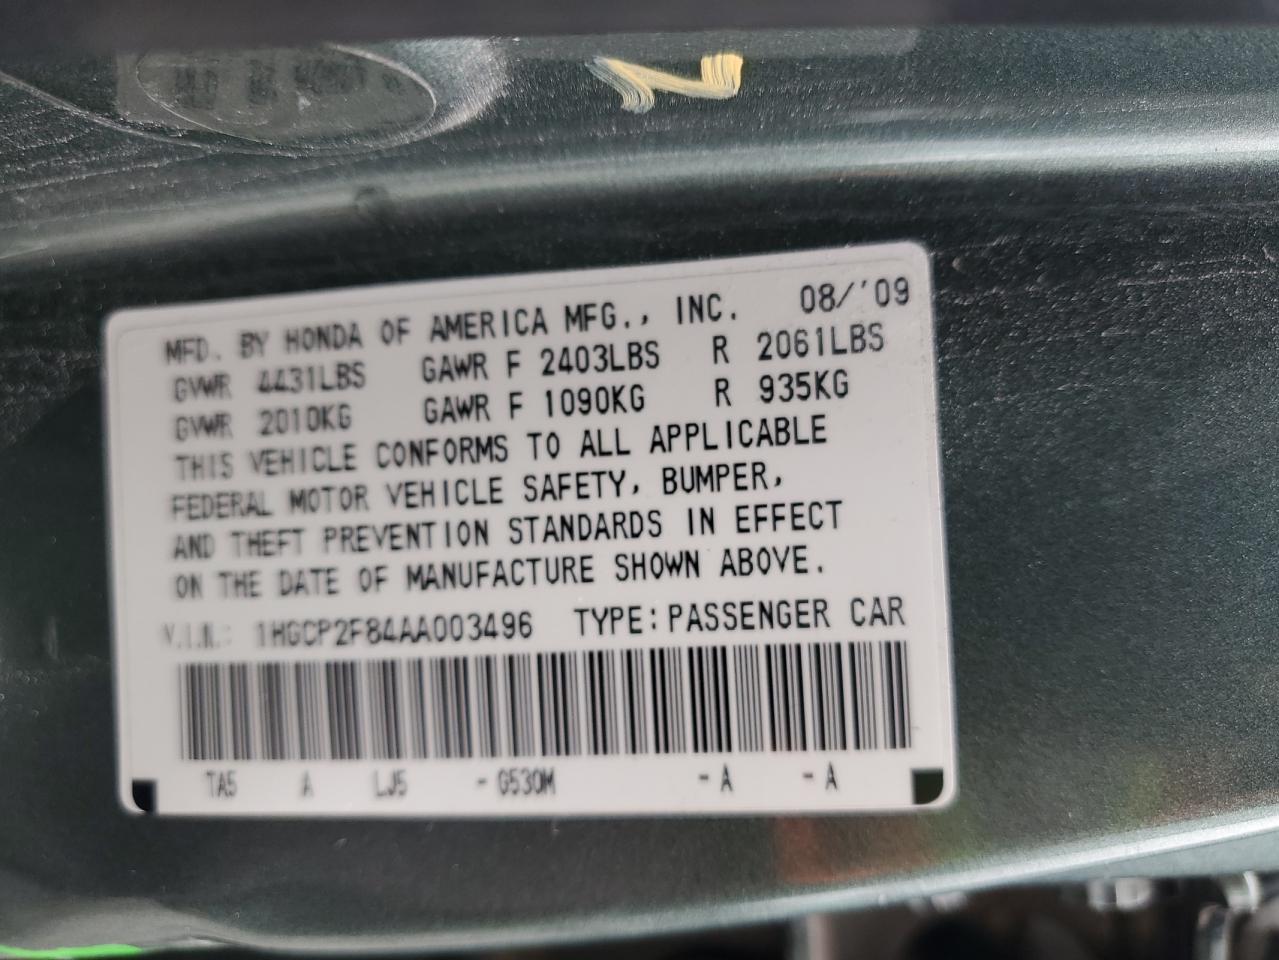 MFD. BY HONDA OF AMERICA MFG., INC. 08/'09
GVWR 4431LBS GAWR F 2403LBS R 2061LBS
GVWR 2010KG GAWR F 1090KG R 935KG
THIS VEHICLE CONFORMS TO ALL APPLICABLE
FEDERAL MOTOR VEHICLE SAFETY, BUMPER,
AND THEFT PREVENTION STANDARDS IN EFFECT
ON THE DATE OF MANUFACTURE SHOWN ABOVE.
V.I.N.: 1HGCP2F84AA003496 TYPE:PASSENGER CAR
TA5 A LJ5 -G530M -A -A